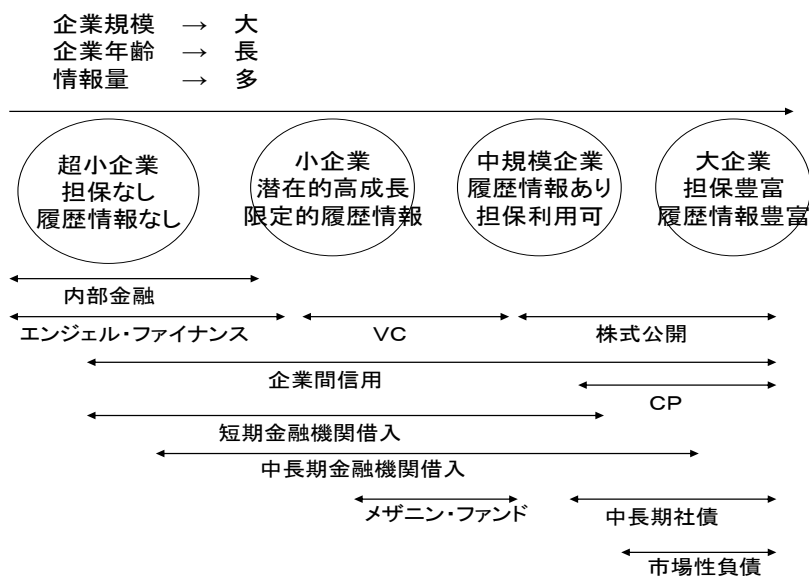 企業規模 → 大
企業年齢 → 長
情報量 → 多
超小企業
担保なし
履歴情報なし
小企業
潜在的高成長
限定的履歴情報
中規模企業
履歴情報あり
担保利用可
大企業
担保豊富
履歴情報豊富
内部金融
エンジェル・ファイナンス
VC
株式公開
企業間信用
CP
短期金融機関借入
中長期金融機関借入
メザニン・ファンド
中長期社債
市場性負債